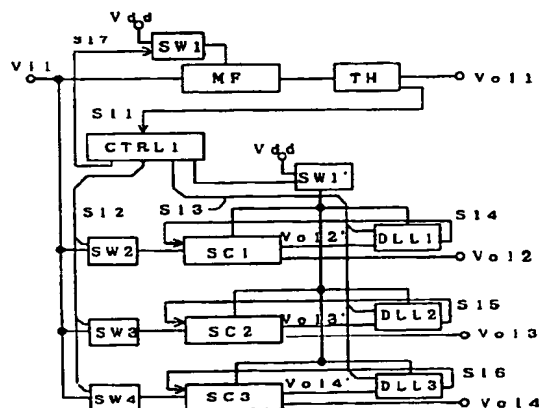 Vdd
S17
SW1
Vi1
MF
TH
Vo11
S11
CTRL1
Vdd
SW1'
S12
S13
S14
SW2
SC1
Vo12'
DLL1
Vo12
S15
SW3
SC2
Vo13'
DLL2
Vo13
S16
SW4
SC3
Vo14'
DLL3
Vo14